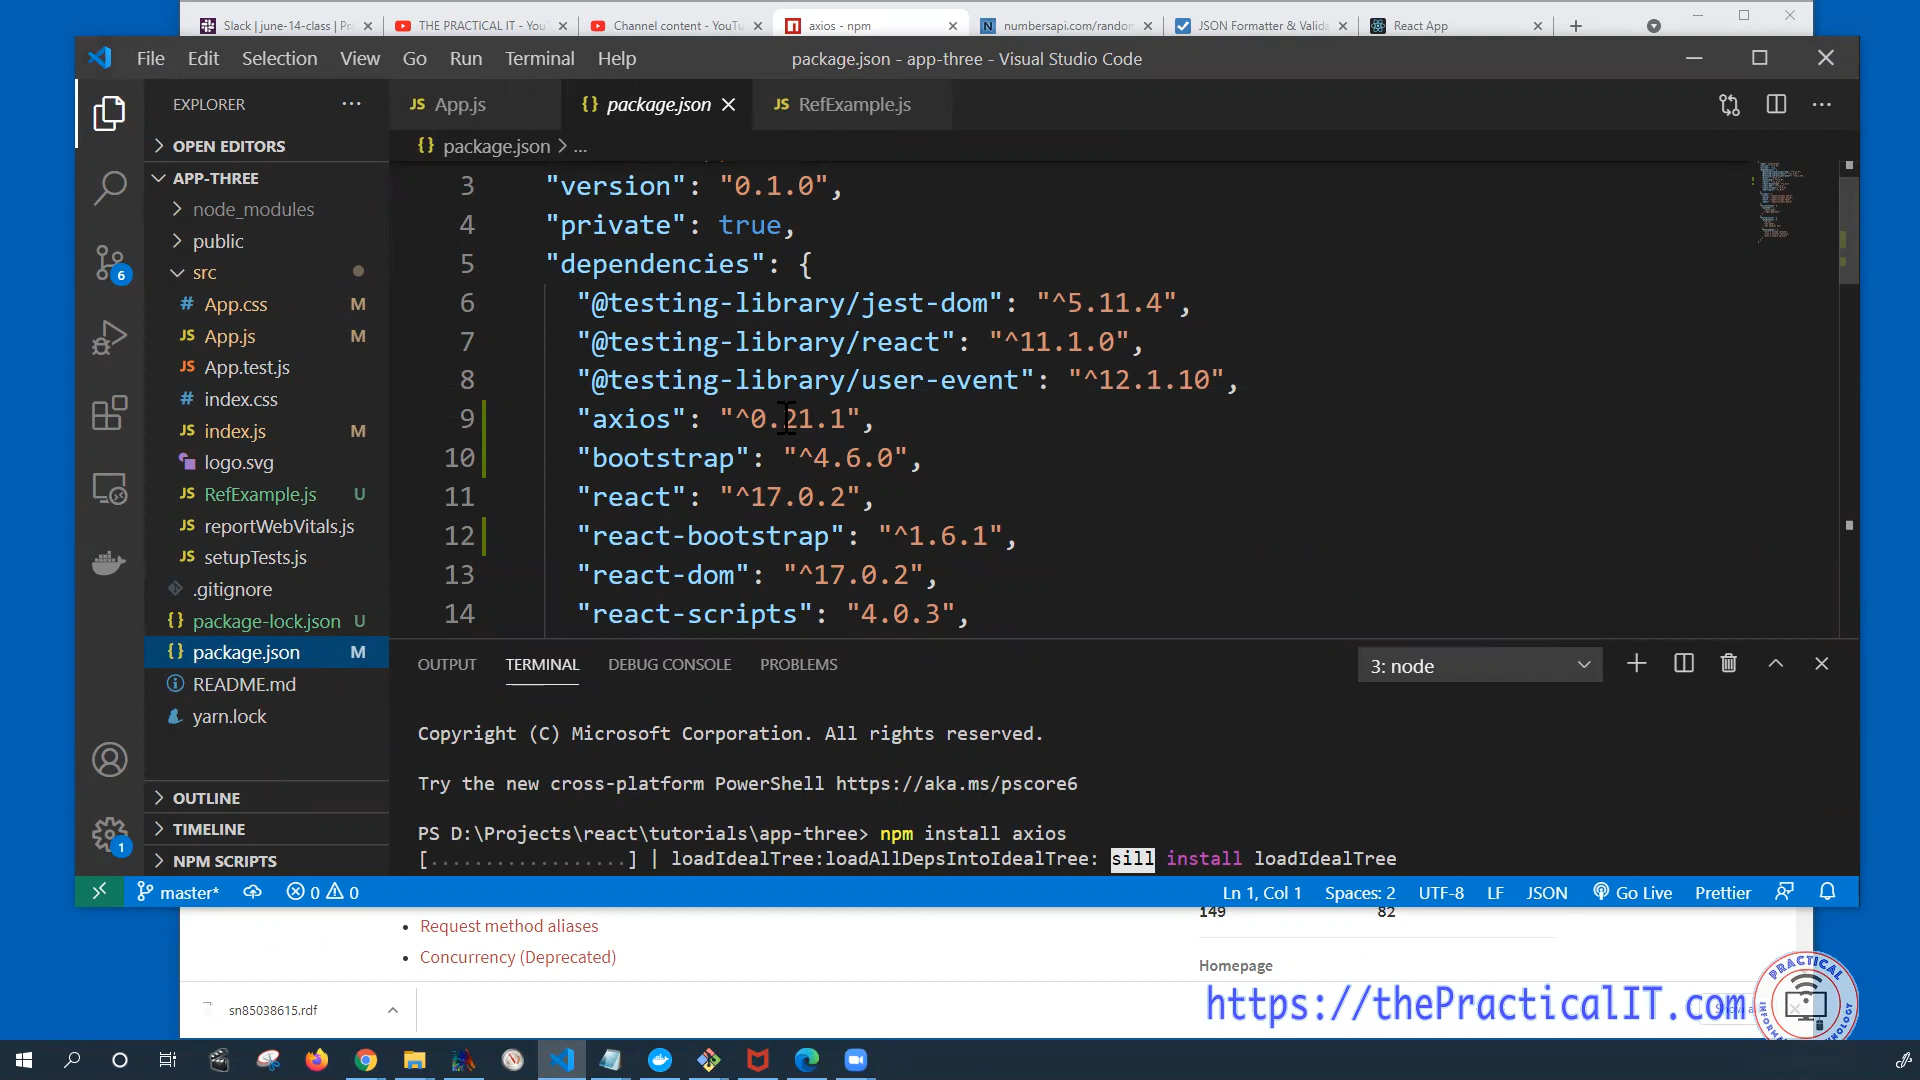 Slack | june-14-class | Pr
THE PRACTICAL IT - YouT
Channel content - YouTu
axios - npm
numbersapi.com/randon
JSON Formatter & Valida
React App
File Edit Selection View Go Run Terminal Help
package.json - app-three - Visual Studio Code
EXPLORER
App.js
package.json
RefExample.js
OPEN EDITORS
package.json > ...
APP-THREE
node_modules
public
src
App.css M
App.js M
App.test.js
index.css
index.js M
logo.svg
RefExample.js U
reportWebVitals.js
setupTests.js
.gitignore
package-lock.json U
package.json M
README.md
yarn.lock
OUTLINE
TIMELINE
NPM SCRIPTS
6
1
3 "version": "0.1.0",
4 "private": true,
5 "dependencies": {
6 "@testing-library/jest-dom": "^5.11.4",
7 "@testing-library/react": "^11.1.0",
8 "@testing-library/user-event": "^12.1.10",
9 "axios": "^0.21.1",
10 "bootstrap": "^4.6.0",
11 "react": "^17.0.2",
12 "react-bootstrap": "^1.6.1",
13 "react-dom": "^17.0.2",
14 "react-scripts": "4.0.3",
OUTPUT TERMINAL DEBUG CONSOLE PROBLEMS
3: node
Copyright (C) Microsoft Corporation. All rights reserved.
Try the new cross-platform PowerShell https://aka.ms/pscore6
PS D:\Projects\react\tutorials\app-three> npm install axios
[..................] | loadIdealTree:loadAllDepsIntoIdealTree: sill install loadIdealTree
master* 0 0
Ln 1, Col 1 Spaces: 2 UTF-8 LF JSON Go Live Prettier
149 82
Request method aliases
Concurrency (Deprecated)
Homepage
sn85038615.rdf
https://thePracticalIT.com
PRACTICAL
INFORMATION TECHNOLOGY